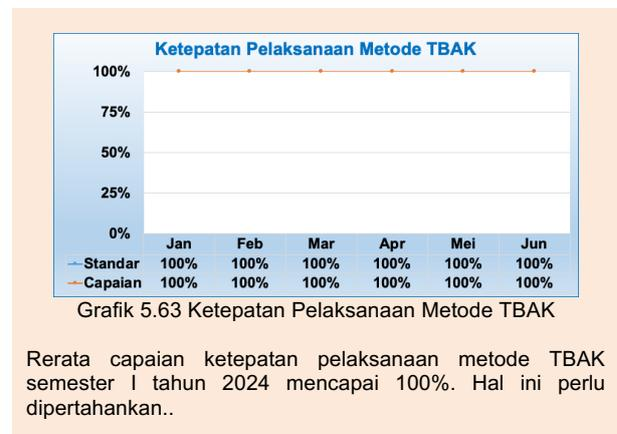 Ketepatan Pelaksanaan Metode TBAK
100%
75%
50%
25%
0%
Jan Feb Mar Apr Mei Jun
Standar 100% 100% 100% 100% 100% 100%
Capaian 100% 100% 100% 100% 100% 100%
Grafik 5.63 Ketepatan Pelaksanaan Metode TBAK
Rerata capaian ketepatan pelaksanaan metode TBAK
semester I tahun 2024 mencapai 100%. Hal ini perlu
dipertahankan..